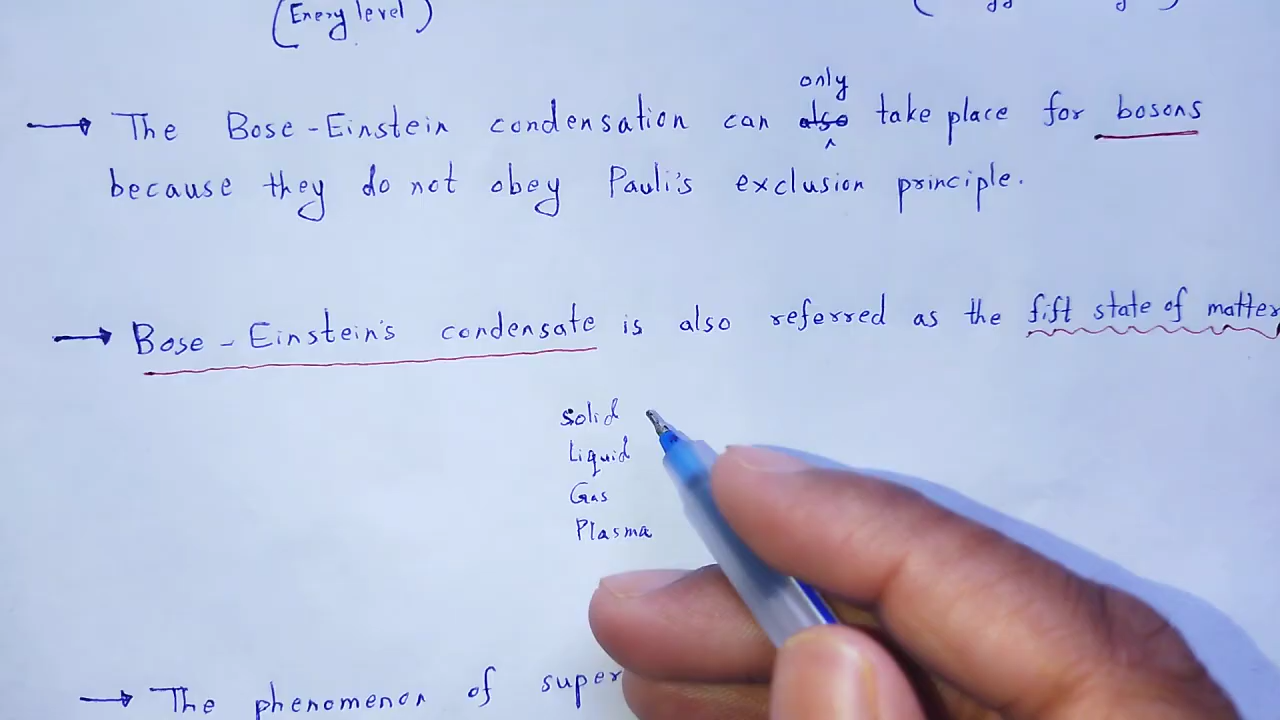 (Energy level)
only
→ The Bose-Einstein condensation can also take place for bosons
because they do not obey Pauli's exclusion principle.
→ Bose-Einstein's condensate is also referred as the fift state of matter
Solid
Liquid
Gas
Plasma
→ The phenomenon of super